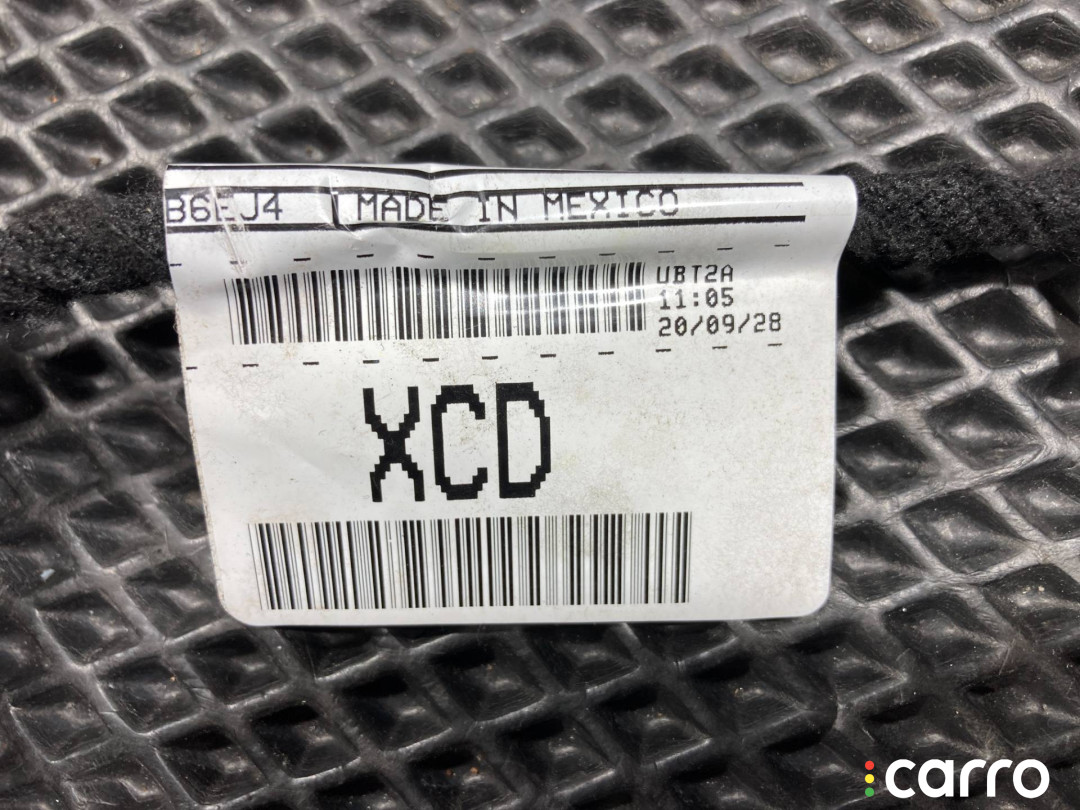 B6EJ4 MADE IN MEXICO
UBT2A
11:05
20/09/28
XCD
carro